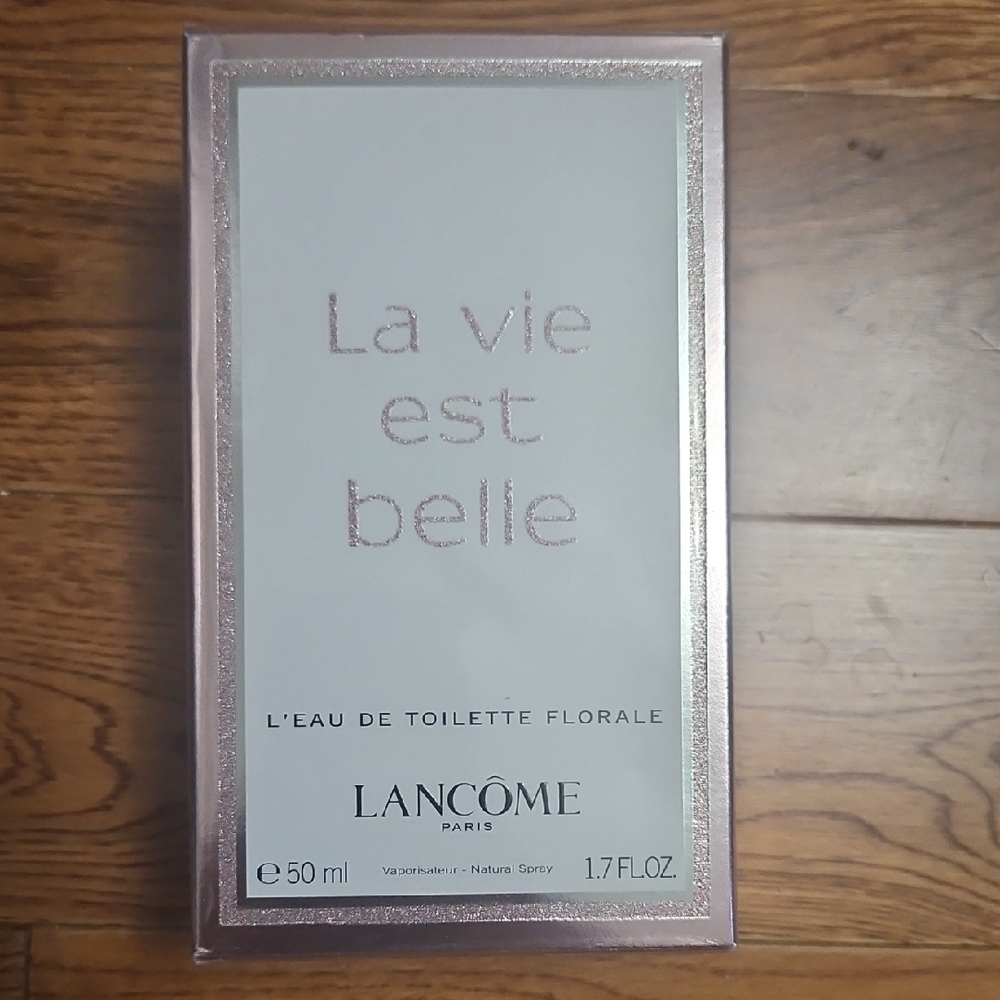 La vie
est
belle
L'EAU DE TOILETTE FLORALE
LANCÔME
PARIS
℮ 50 ml Vaporisateur - Natural Spray 1.7 FL.OZ.